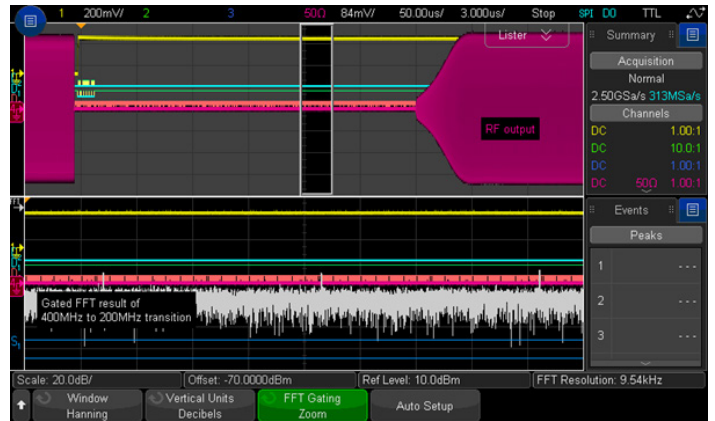 1 200mV/ 2 3 50Ω 84mV/ 50.00us/ 3.000us/ Stop SPI D0 TTL
Lister
Summary
Acquisition
Normal
2.50GSa/s 313MSa/s
Channels
DC 1.00:1
DC 10.0:1
DC 1.00:1
DC 50Ω 1.00:1
RF output
FFT
Events
Peaks
1 ---
2 ---
3 ---
Gated FFT result of
400MHz to 200MHz transition
S1
Scale: 20.0dB/ Offset: -70.0000dBm Ref Level: 10.0dBm FFT Resolution: 9.54kHz
Window Vertical Units FFT Gating
Hanning Decibels Zoom Auto Setup